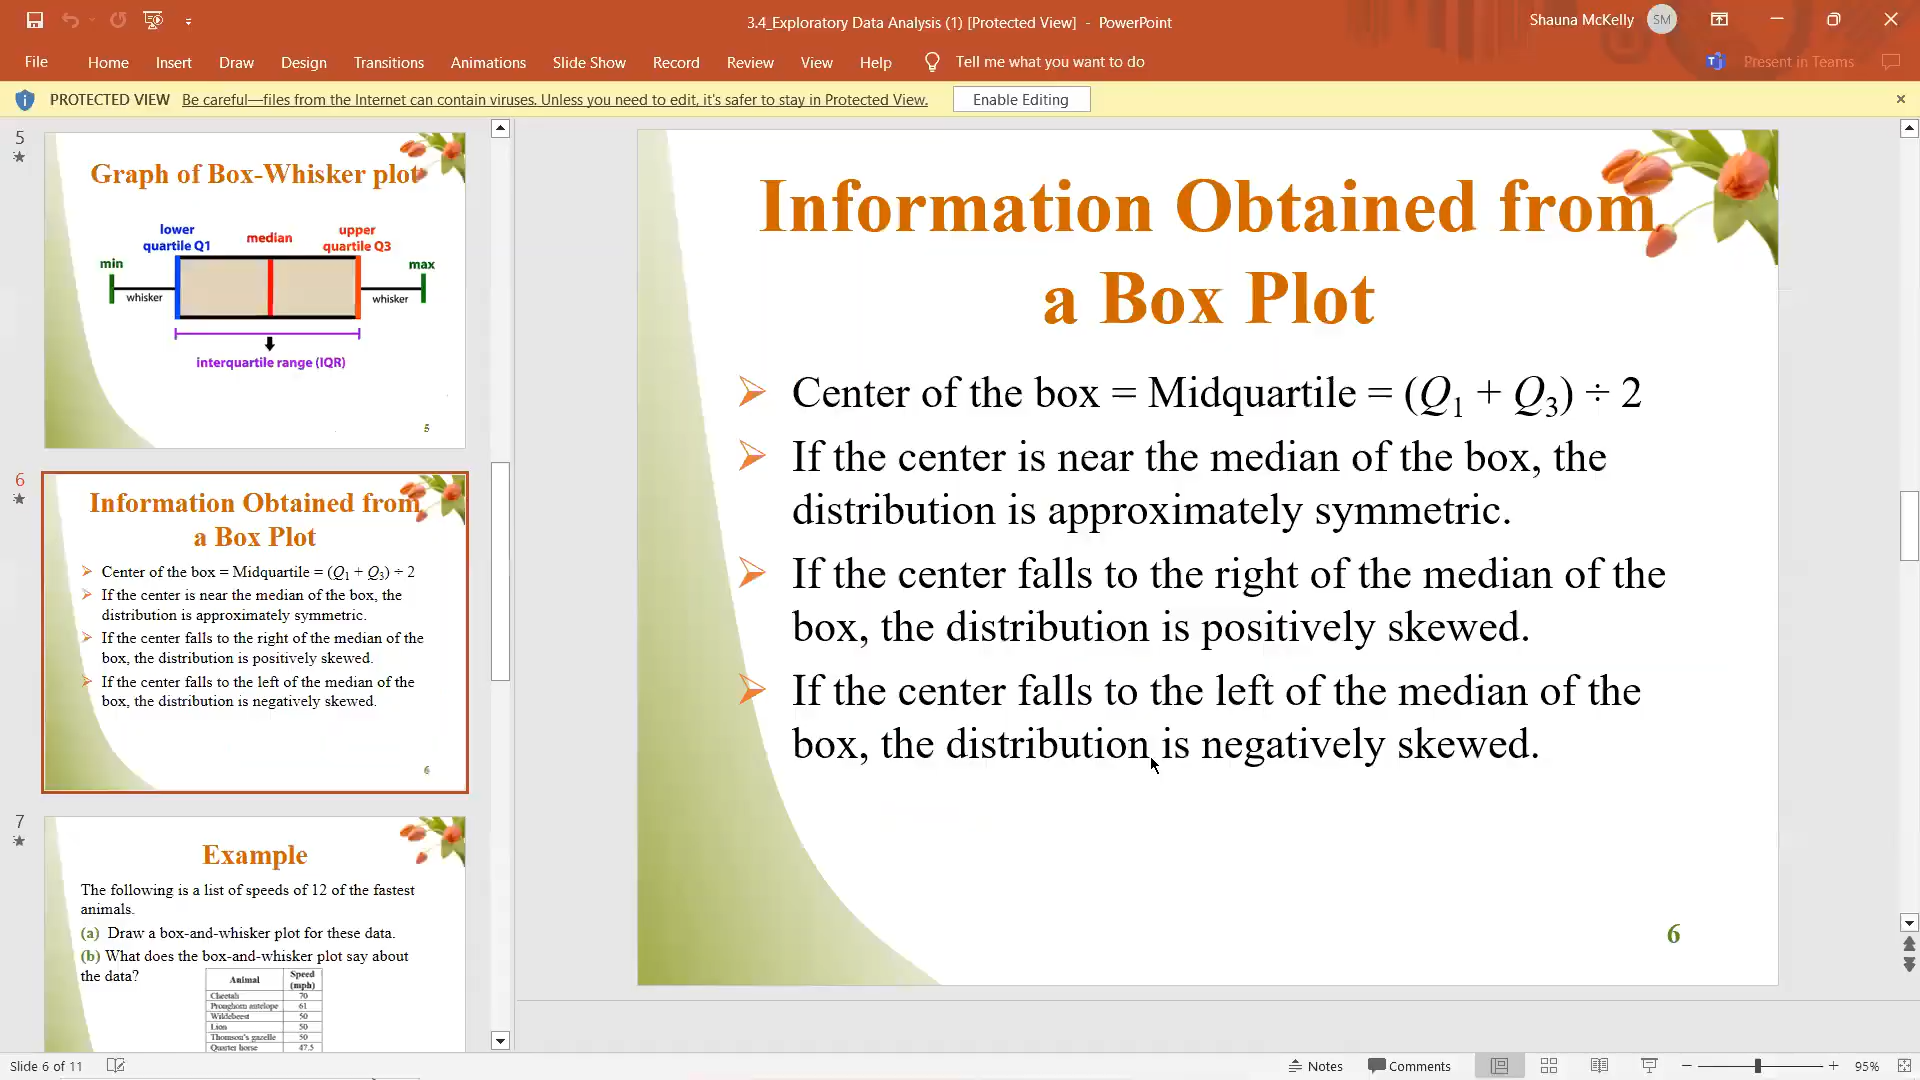 3.4_Exploratory Data Analysis (1) [Protected View] - PowerPoint
Shauna McKelly
SM
File
Home
Insert
Draw
Design
Transitions
Animations
Slide Show
Record
Review
View
Help
Tell me what you want to do
Present in Teams
PROTECTED VIEW Be careful—files from the Internet can contain viruses. Unless you need to edit, it's safer to stay in Protected View.
Enable Editing
5
Graph of Box-Whisker plot
lower
quartile Q1
median
upper
quartile Q3
min
max
whisker
whisker
interquartile range (IQR)
5
6
Information Obtained from
a Box Plot
Center of the box = Midquartile = (Q1 + Q3) ÷ 2
If the center is near the median of the box, the
distribution is approximately symmetric.
If the center falls to the right of the median of the
box, the distribution is positively skewed.
If the center falls to the left of the median of the
box, the distribution is negatively skewed.
6
7
Example
The following is a list of speeds of 12 of the fastest
animals.
(a) Draw a box-and-whisker plot for these data.
(b) What does the box-and-whisker plot say about
the data?
Animal Speed
(mph)
Cheetah 70
Pronghorn antelope 61
Wildebeest 50
Lion 50
Thomson's gazelle 50
Quarter horse 47.5
Information Obtained from
a Box Plot
Center of the box = Midquartile = (Q₁ + Q₃) ÷ 2
If the center is near the median of the box, the
distribution is approximately symmetric.
If the center falls to the right of the median of the
box, the distribution is positively skewed.
If the center falls to the left of the median of the
box, the distribution is negatively skewed.
6
Slide 6 of 11
Notes
Comments
95%